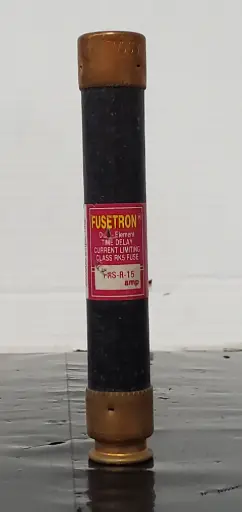 FUSETRON
Dual-Element
TIME DELAY
CURRENT LIMITING
CLASS RK5 FUSE
FRS-R-15
amp